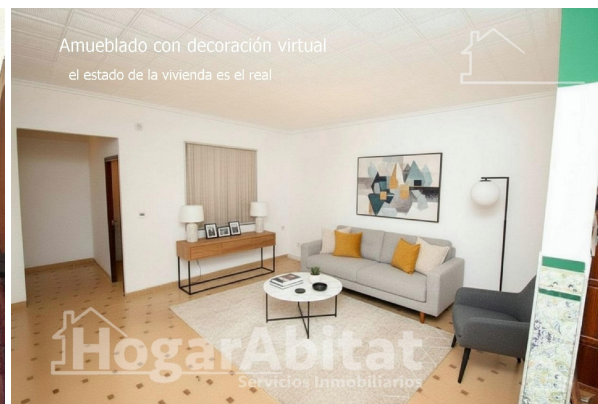 Amueblado con decoración virtual
el estado de la vivienda es el real
HogarAbitat
Servicios Inmobiliarios